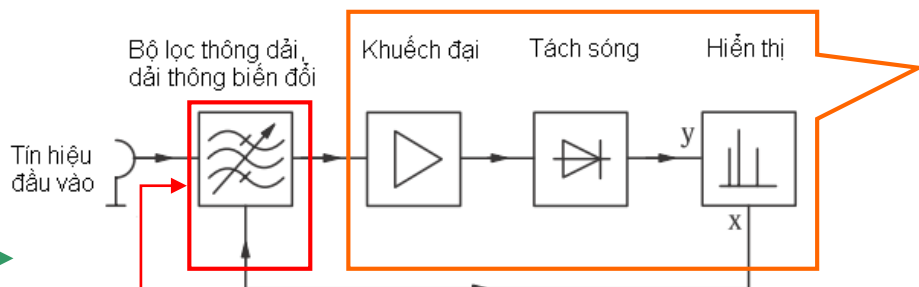 Bộ lọc thông dải,
dải thông biến đổi
Khuếch đại
Tách sóng
Hiển thị
Tín hiệu
đầu vào
y
x